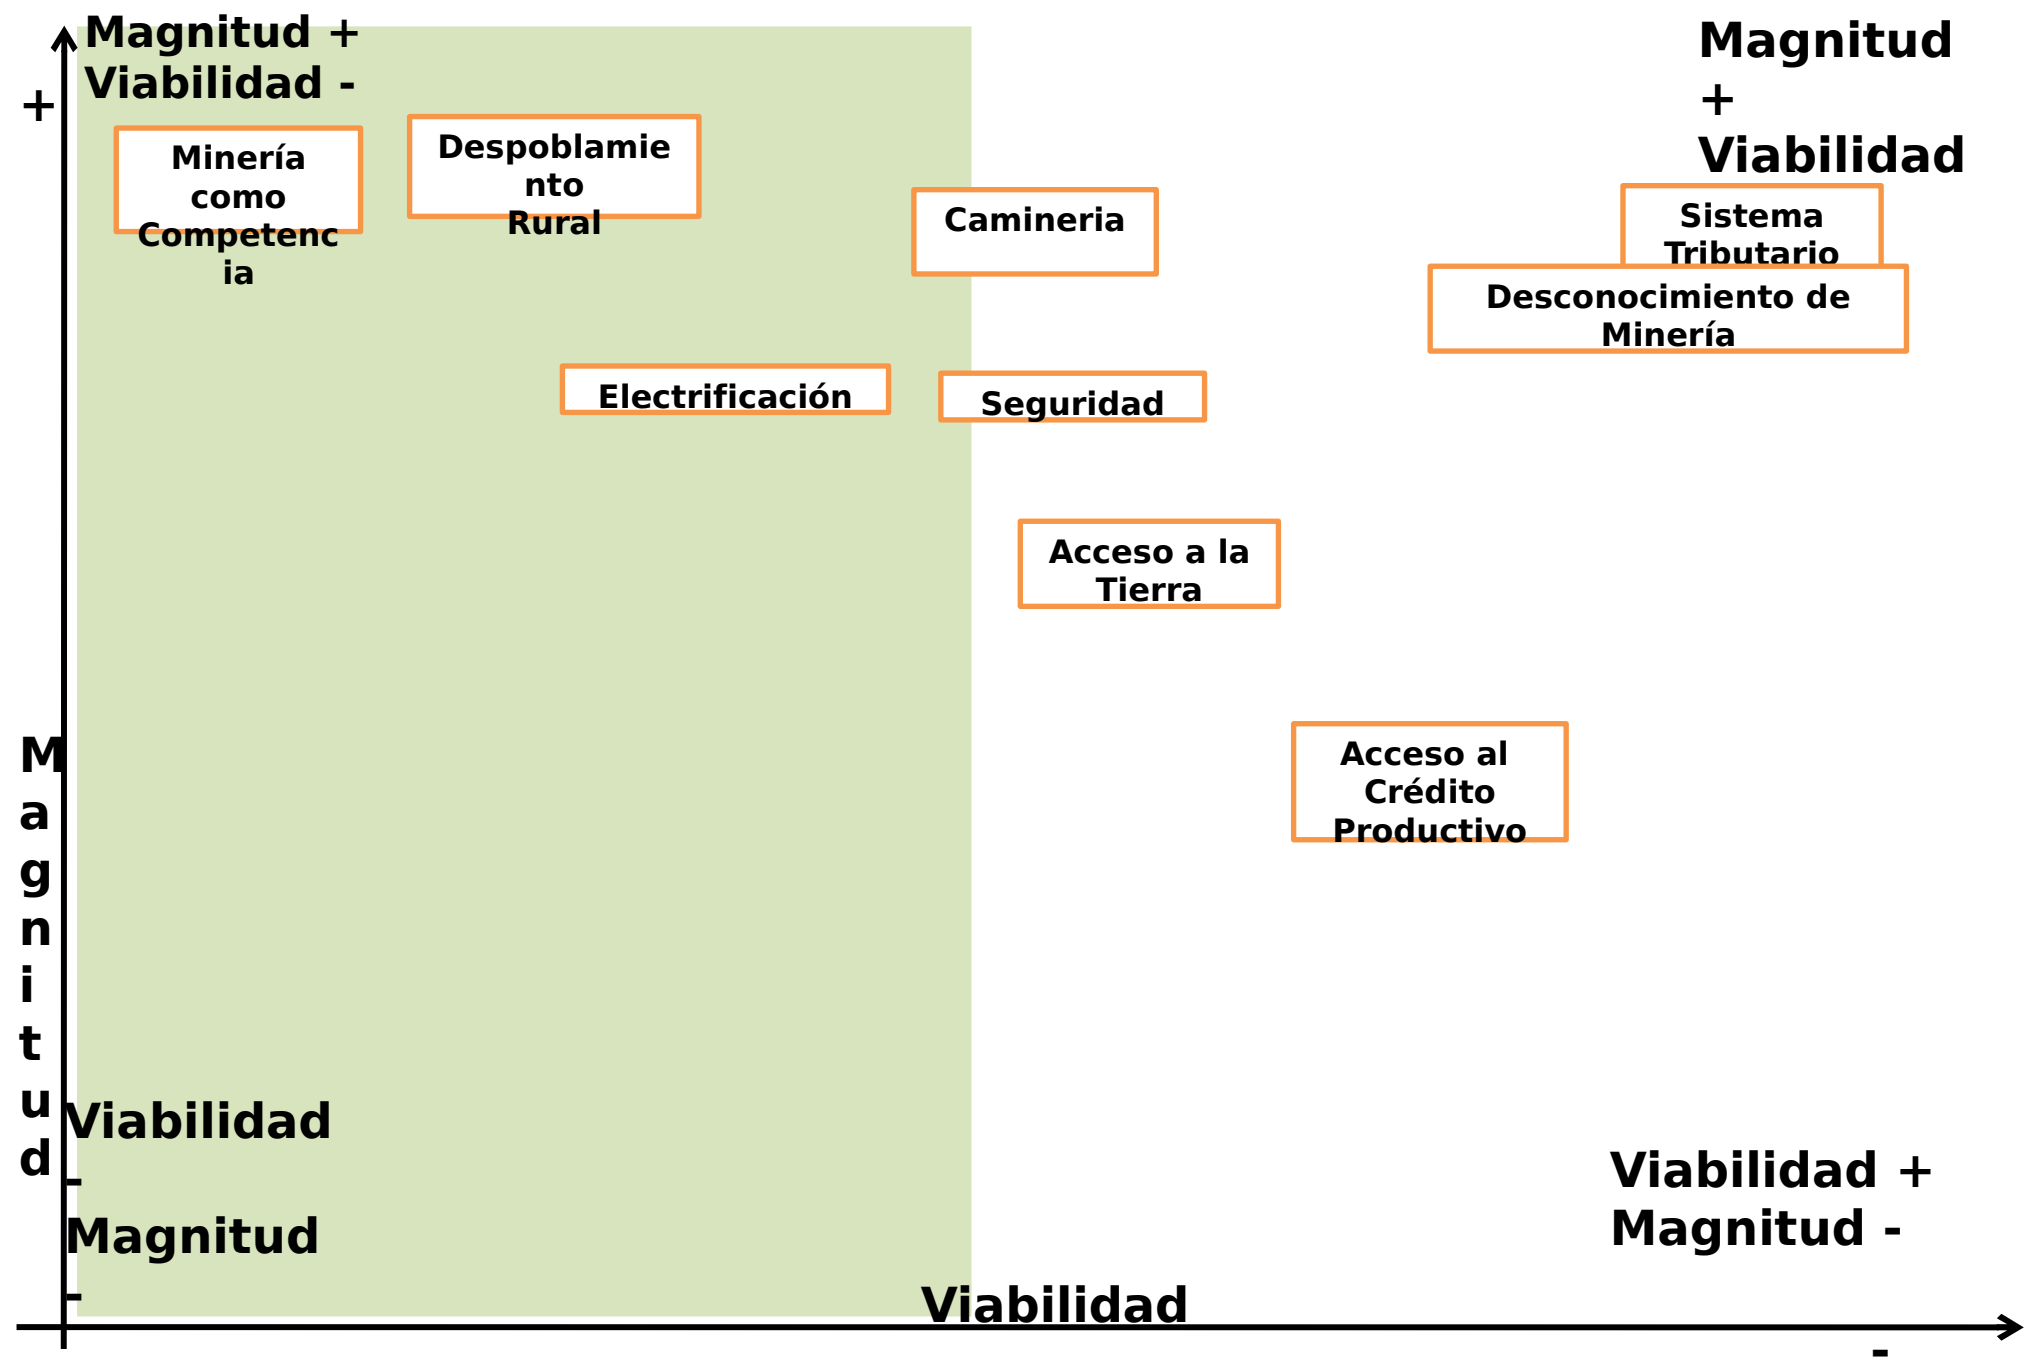 Magnitud +
Viabilidad -
Magnitud
+
Viabilidad
+
Minería
como
Competenc
ia
Despoblamie
nto
Rural
Camineria
Sistema
Tributario
Desconocimiento de
Minería
Electrificación
Seguridad
Acceso a la
Tierra
Acceso al
Crédito
Productivo
M
a
g
n
i
t
u
d
Viabilidad
-
Magnitud
-
Viabilidad +
Magnitud -
Viabilidad
-